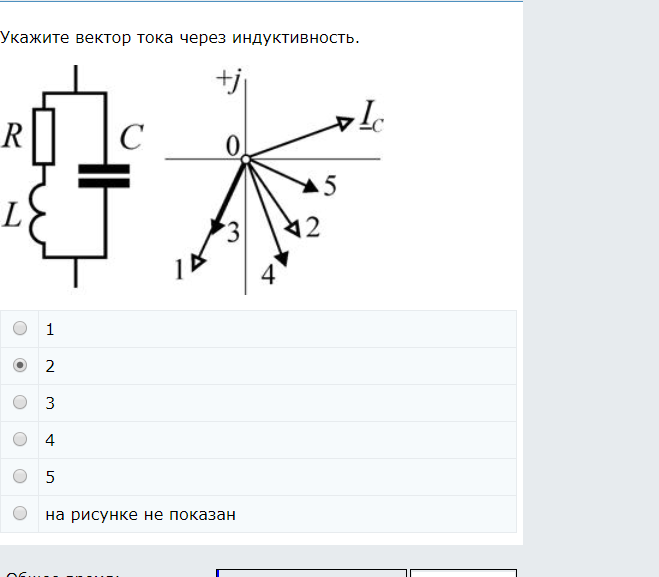 Укажите вектор тока через индуктивность.
+j
I_C
R
C
0
5
L
3
2
1
4
1
2
3
4
5
на рисунке не показан